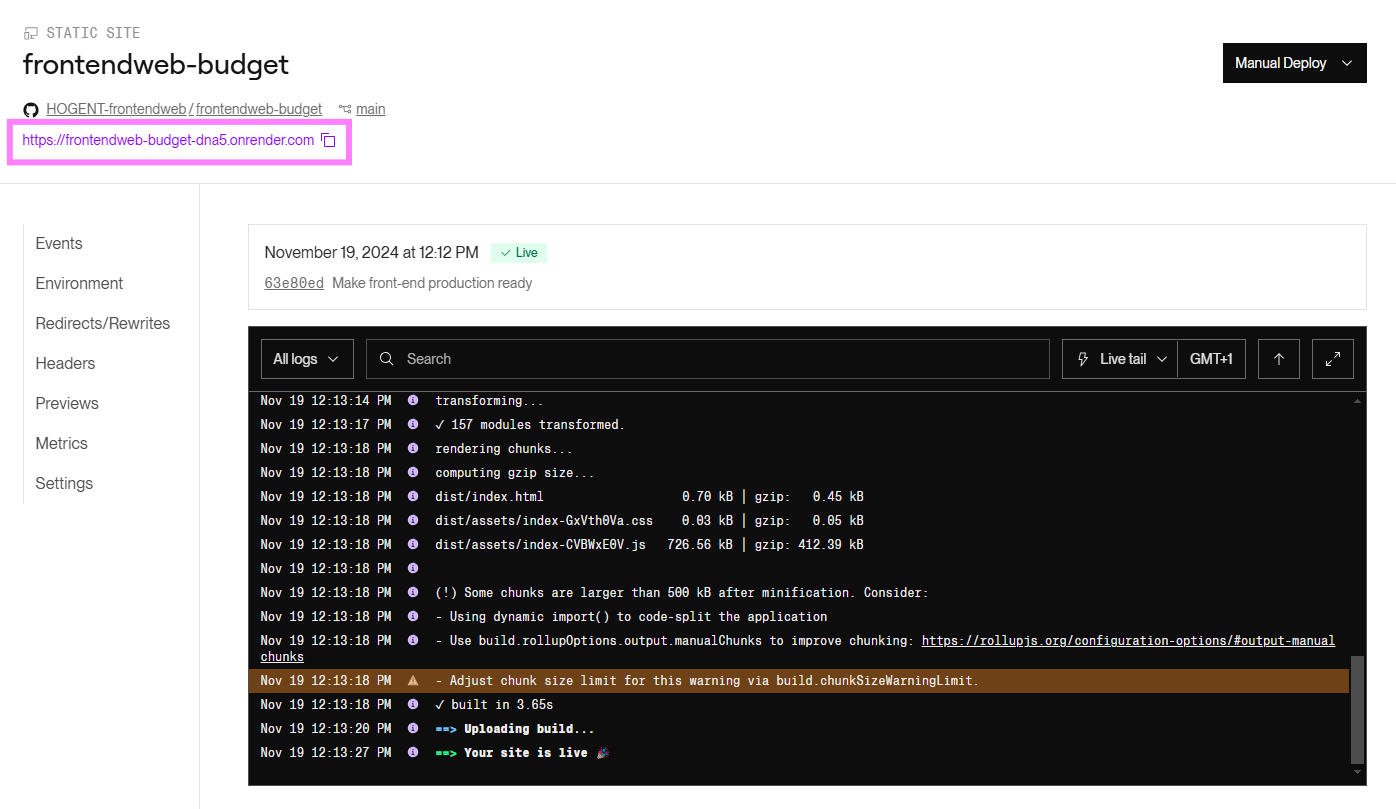 STATIC SITE
frontendweb-budget
Manual Deploy
HOGENT-frontendweb / frontendweb-budget main
https://frontendweb-budget-dna5.onrender.com
Events
Environment
Redirects/Rewrites
Headers
Previews
Metrics
Settings
November 19, 2024 at 12:12 PM ✓ Live
63e80ed Make front-end production ready
All logs Search Live tail GMT+1
Nov 19 12:13:14 PM transforming...
Nov 19 12:13:17 PM ✓ 157 modules transformed.
Nov 19 12:13:18 PM rendering chunks...
Nov 19 12:13:18 PM computing gzip size...
Nov 19 12:13:18 PM dist/index.html 0.70 kB │ gzip: 0.45 kB
Nov 19 12:13:18 PM dist/assets/index-GxVth0Va.css 0.03 kB │ gzip: 0.05 kB
Nov 19 12:13:18 PM dist/assets/index-CVBWxE0V.js 726.56 kB │ gzip: 412.39 kB
Nov 19 12:13:18 PM
Nov 19 12:13:18 PM (!) Some chunks are larger than 500 kB after minification. Consider:
Nov 19 12:13:18 PM - Using dynamic import() to code-split the application
Nov 19 12:13:18 PM - Use build.rollupOptions.output.manualChunks to improve chunking: https://rollupjs.org/configuration-options/#output-manual
chunks
Nov 19 12:13:18 PM - Adjust chunk size limit for this warning via build.chunkSizeWarningLimit.
Nov 19 12:13:18 PM ✓ built in 3.65s
Nov 19 12:13:20 PM ==> Uploading build...
Nov 19 12:13:27 PM ==> Your site is live 🎉